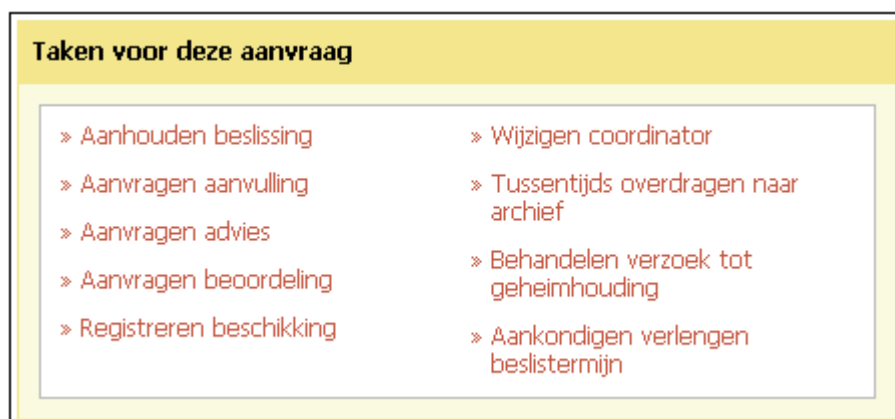 Taken voor deze aanvraag
» Aanhouden beslissing
» Aanvragen aanvulling
» Aanvragen advies
» Aanvragen beoordeling
» Registreren beschikking
» Wijzigen coordinator
» Tussentijds overdragen naar
archief
» Behandelen verzoek tot
geheimhouding
» Aankondigen verlengen
beslistermijn